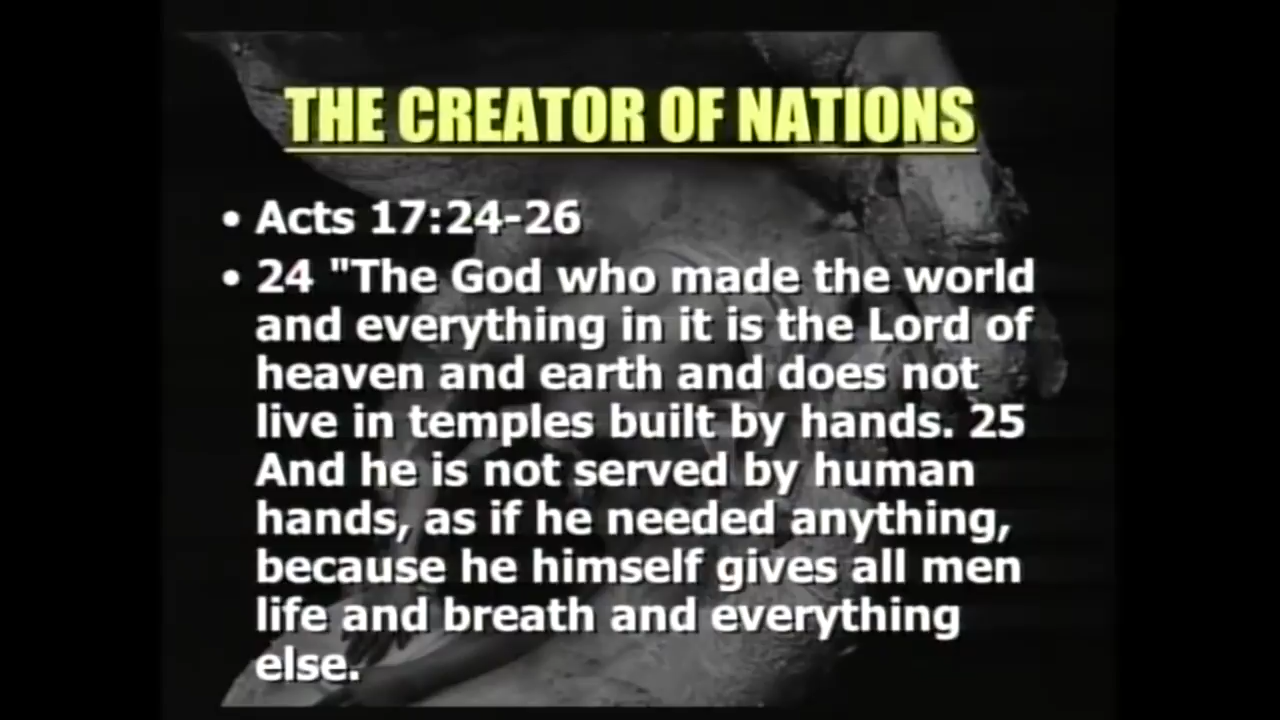 THE CREATOR OF NATIONS
• Acts 17:24-26
• 24 "The God who made the world
and everything in it is the Lord of
heaven and earth and does not
live in temples built by hands. 25
And he is not served by human
hands, as if he needed anything,
because he himself gives all men
life and breath and everything
else.